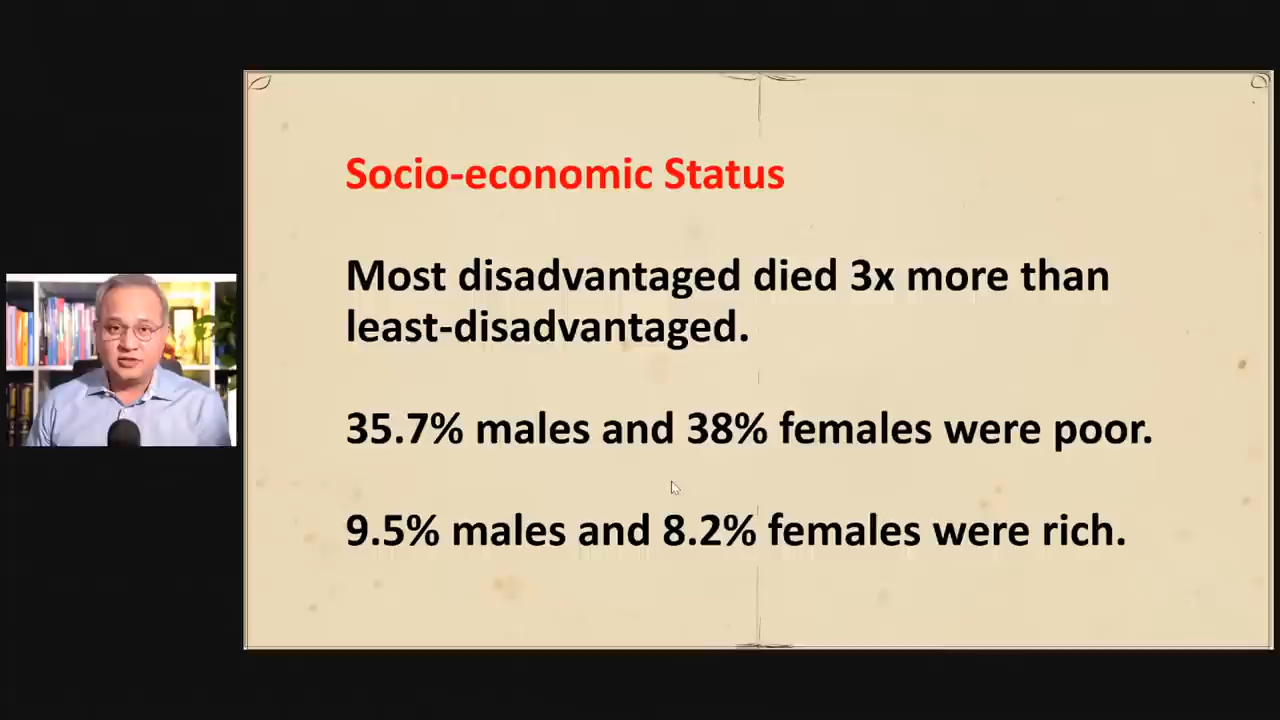 Socio-economic Status
Most disadvantaged died 3x more than
least-disadvantaged.
35.7% males and 38% females were poor.
9.5% males and 8.2% females were rich.